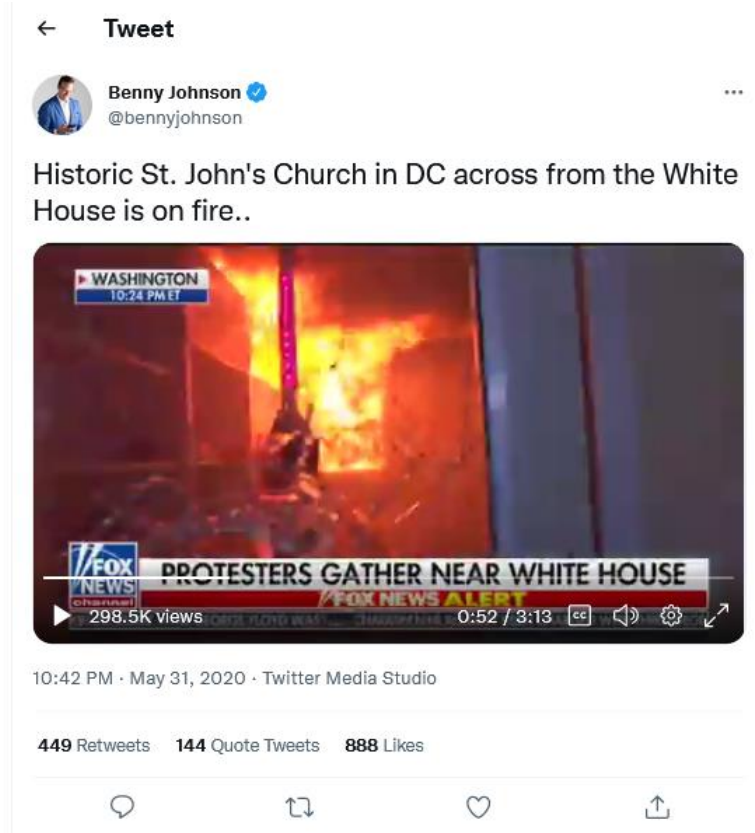 Tweet
Benny Johnson
@bennyjohnson
Historic St. John's Church in DC across from the White
House is on fire..
WASHINGTON
10:24 PM ET
FOX
NEWS
channel
PROTESTERS GATHER NEAR WHITE HOUSE
FOX NEWS ALERT
298.5K views
0:52 / 3:13
CC
10:42 PM · May 31, 2020 · Twitter Media Studio
449 Retweets 144 Quote Tweets 888 Likes